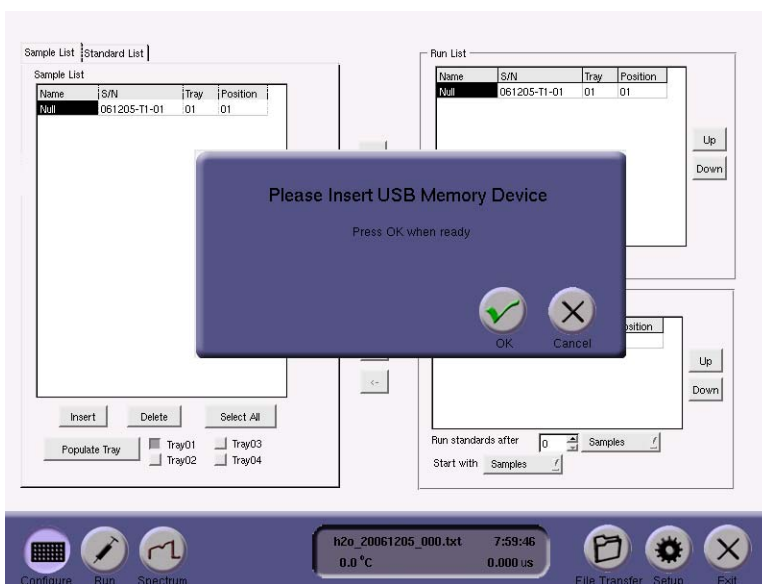 Sample List
Standard List
Sample List
Name S/N Tray Position
Null 061205-T1-01 01 01
Insert
Delete
Select All
Populate Tray
Tray01
Tray03
Tray02
Tray04
Run List
Name S/N Tray Position
Null 061205-T1-01 01 01
Up
Down
Please Insert USB Memory Device
Press OK when ready
OK
Cancel
<-
Up
Down
Run standards after 0 Samples
Start with Samples
h2o_20061205_000.txt 7:59:46
0.0 °C 0.000 us
Configure
Run
Spectrum
File Transfer
Setup
Exit